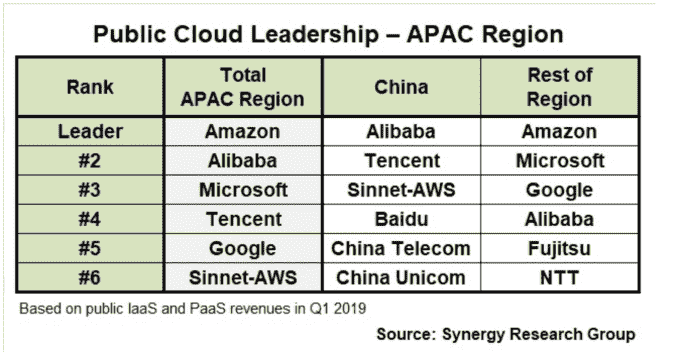 Public Cloud Leadership – APAC Region
Rank Total APAC Region China Rest of Region
Leader Amazon Alibaba Amazon
#2 Alibaba Tencent Microsoft
#3 Microsoft Sinnet-AWS Google
#4 Tencent Baidu Alibaba
#5 Google China Telecom Fujitsu
#6 Sinnet-AWS China Unicom NTT
Based on public IaaS and PaaS revenues in Q1 2019
Source: Synergy Research Group